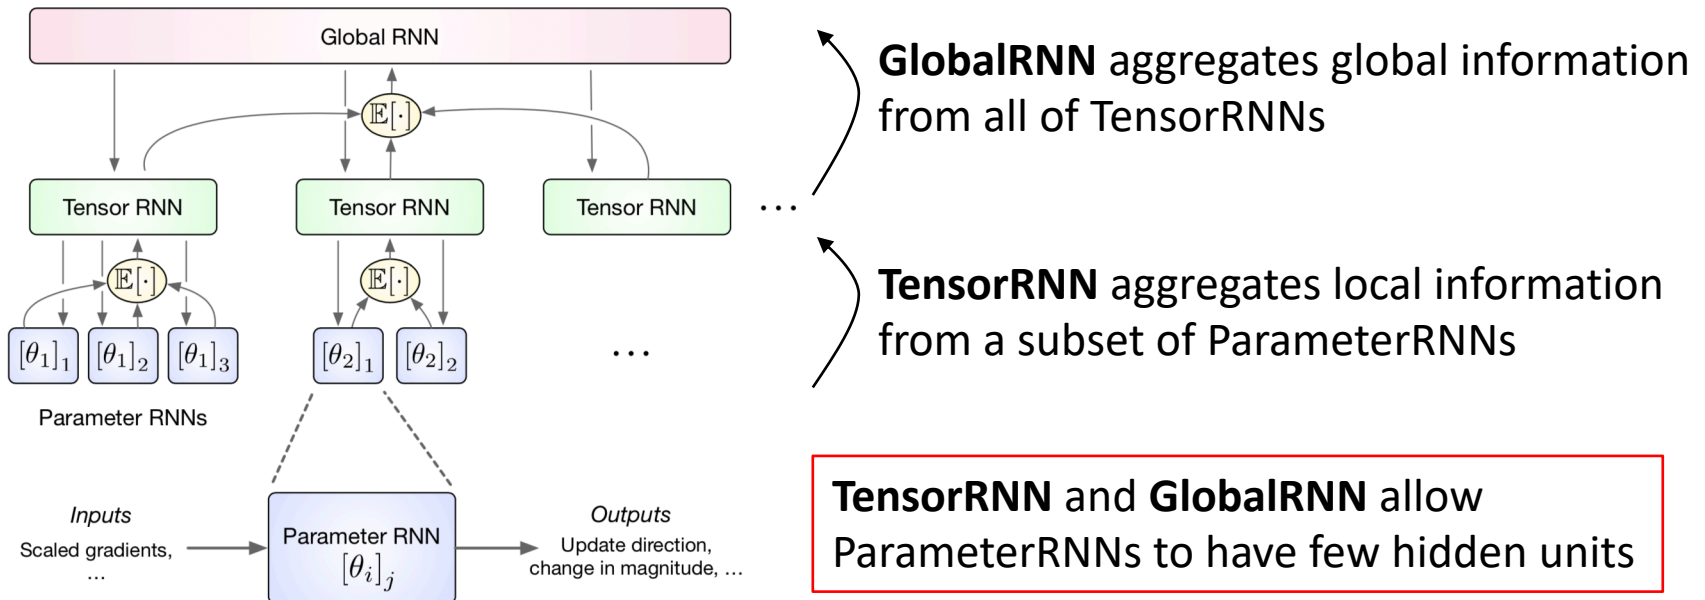 Global RNN
𝔼[·]
Tensor RNN
Tensor RNN
Tensor RNN
...
𝔼[·]
𝔼[·]
[θ₁]₁
[θ₁]₂
[θ₁]₃
[θ₂]₁
[θ₂]₂
...
Parameter RNNs
Inputs
Scaled gradients,
...
Parameter RNN
[θᵢ]ⱼ
Outputs
Update direction,
change in magnitude, ...
GlobalRNN aggregates global information
from all of TensorRNNs
TensorRNN aggregates local information
from a subset of ParameterRNNs
TensorRNN and GlobalRNN allow
ParameterRNNs to have few hidden units